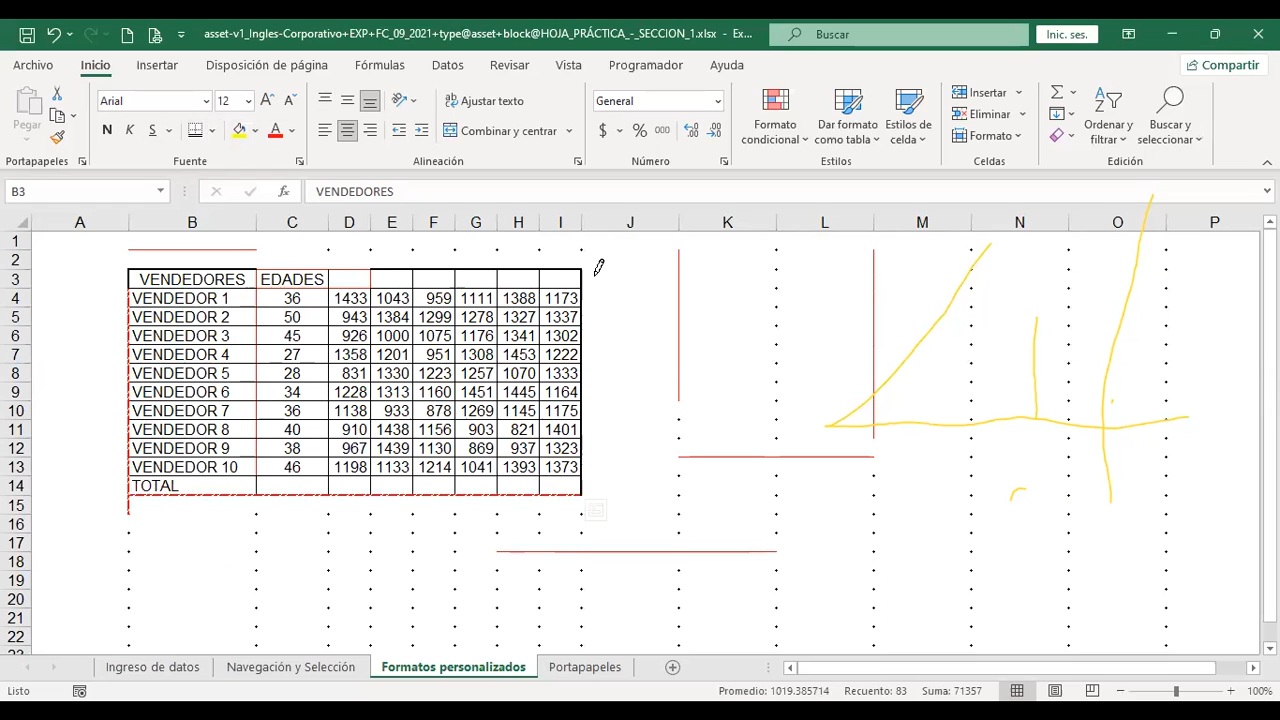 asset-v1_Ingles-Corporativo+EXP+FC_09_2021+type@asset+block@HOJA_PRÁCTICA_-_SECCION_1.xlsx - Ex...
Buscar
Inic. ses.
Archivo Inicio Insertar Disposición de página Fórmulas Datos Revisar Vista Programador Ayuda
Compartir
Pegar
Arial 12
N K S
Ajustar texto
Combinar y centrar
General
$ % 000
Formato condicional
Dar formato como tabla
Estilos de celda
Insertar
Eliminar
Formato
Ordenar y filtrar
Buscar y seleccionar
Portapapeles Fuente Alineación Número Estilos Celdas Edición
B3 fx VENDEDORES
A B C D E F G H I J K L M N O P
1
2
3 VENDEDORES EDADES
4 VENDEDOR 1 36 1433 1043 959 1111 1388 1173
5 VENDEDOR 2 50 943 1384 1299 1278 1327 1337
6 VENDEDOR 3 45 926 1000 1075 1176 1341 1302
7 VENDEDOR 4 27 1358 1201 951 1308 1453 1222
8 VENDEDOR 5 28 831 1330 1223 1257 1070 1333
9 VENDEDOR 6 34 1228 1313 1160 1451 1445 1164
10 VENDEDOR 7 36 1138 933 878 1269 1145 1175
11 VENDEDOR 8 40 910 1438 1156 903 821 1401
12 VENDEDOR 9 38 967 1439 1130 869 937 1323
13 VENDEDOR 10 46 1198 1133 1214 1041 1393 1373
14 TOTAL
15
16
17
18
19
20
21
22
Ingreso de datos Navegación y Selección Formatos personalizados Portapapeles
Listo
Promedio: 1019.385714 Recuento: 83 Suma: 71357
100%